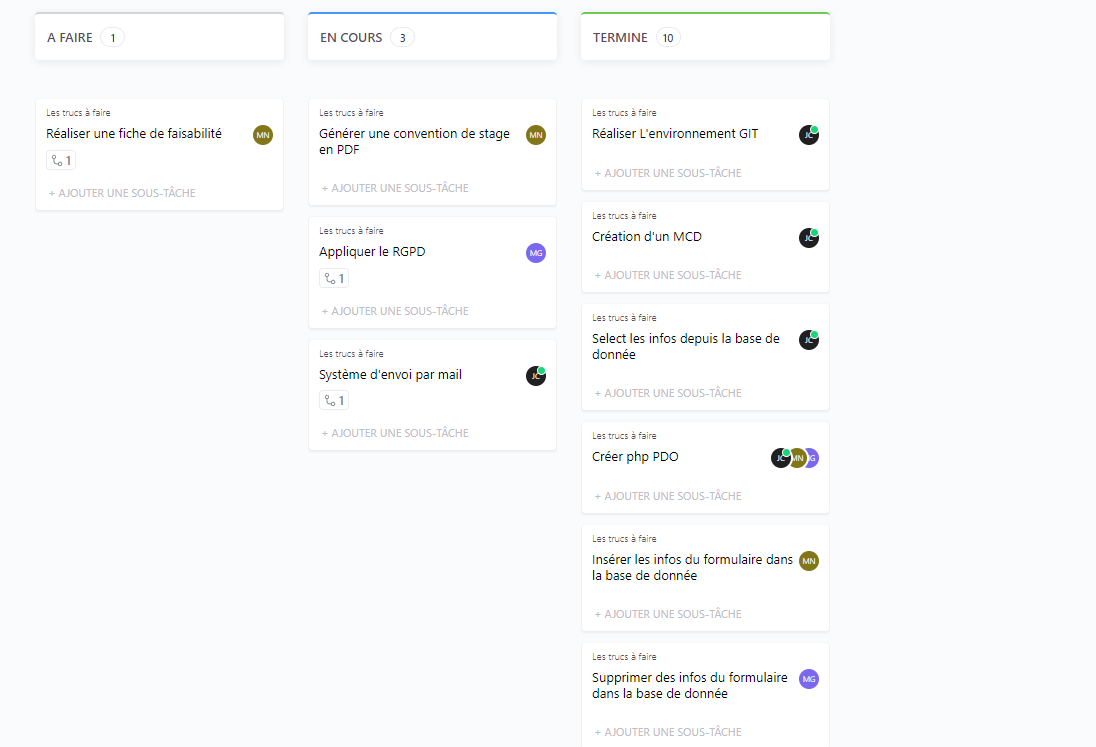 A FAIRE 1
Les trucs à faire
Réaliser une fiche de faisabilité
MN
1
+ AJOUTER UNE SOUS-TÂCHE
EN COURS 3
Les trucs à faire
Générer une convention de stage
en PDF
MN
+ AJOUTER UNE SOUS-TÂCHE
Les trucs à faire
Appliquer le RGPD
MG
1
+ AJOUTER UNE SOUS-TÂCHE
Les trucs à faire
Système d'envoi par mail
JC
1
+ AJOUTER UNE SOUS-TÂCHE
TERMINE 10
Les trucs à faire
Réaliser L'environnement GIT
JC
+ AJOUTER UNE SOUS-TÂCHE
Les trucs à faire
Création d'un MCD
JC
+ AJOUTER UNE SOUS-TÂCHE
Les trucs à faire
Select les infos depuis la base de
donnée
JC
+ AJOUTER UNE SOUS-TÂCHE
Les trucs à faire
Créer php PDO
JC MN G
+ AJOUTER UNE SOUS-TÂCHE
Les trucs à faire
Insérer les infos du formulaire dans
la base de donnée
MN
+ AJOUTER UNE SOUS-TÂCHE
Les trucs à faire
Supprimer des infos du formulaire
dans la base de donnée
MG
+ AJOUTER UNE SOUS-TÂCHE